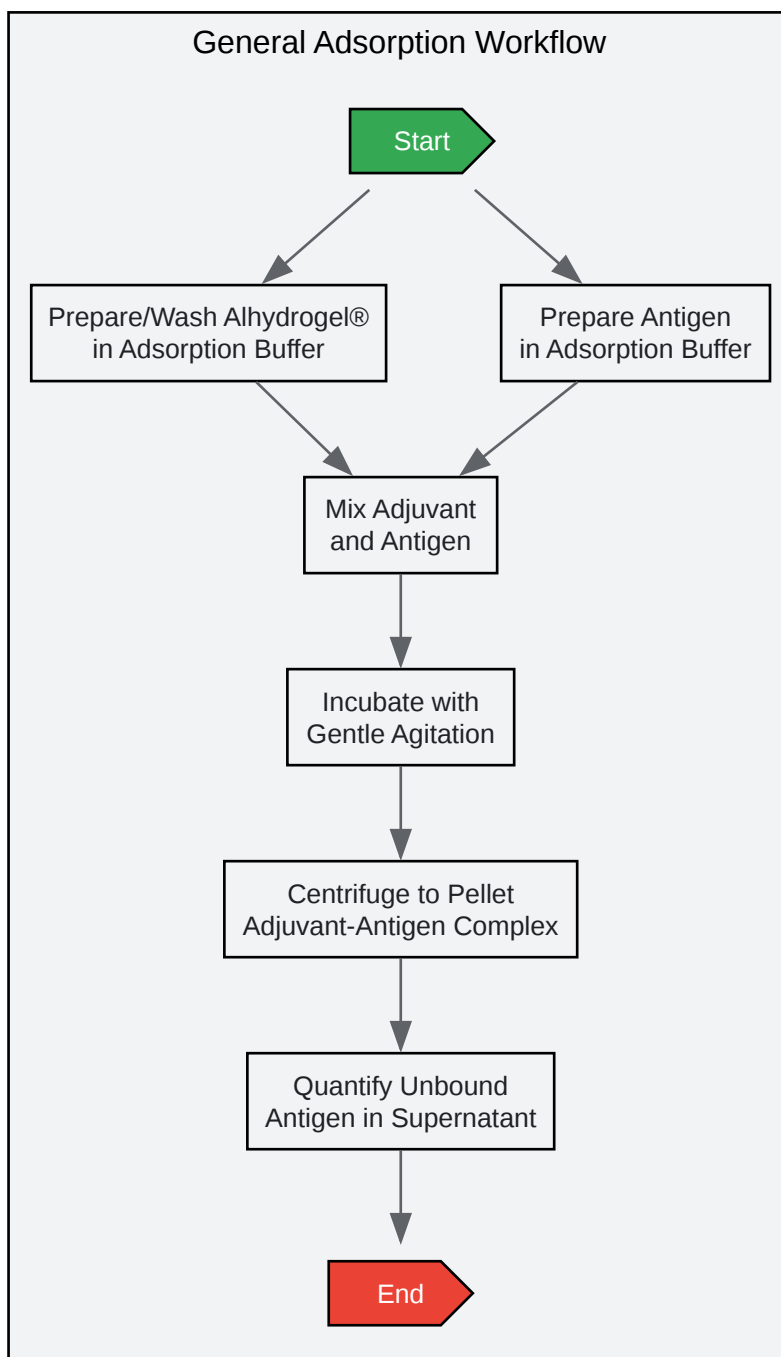 General Adsorption Workflow
Start
Prepare/Wash Alhydrogel®
in Adsorption Buffer
Prepare Antigen
in Adsorption Buffer
Mix Adjuvant
and Antigen
Incubate with
Gentle Agitation
Centrifuge to Pellet
Adjuvant-Antigen Complex
Quantify Unbound
Antigen in Supernatant
End